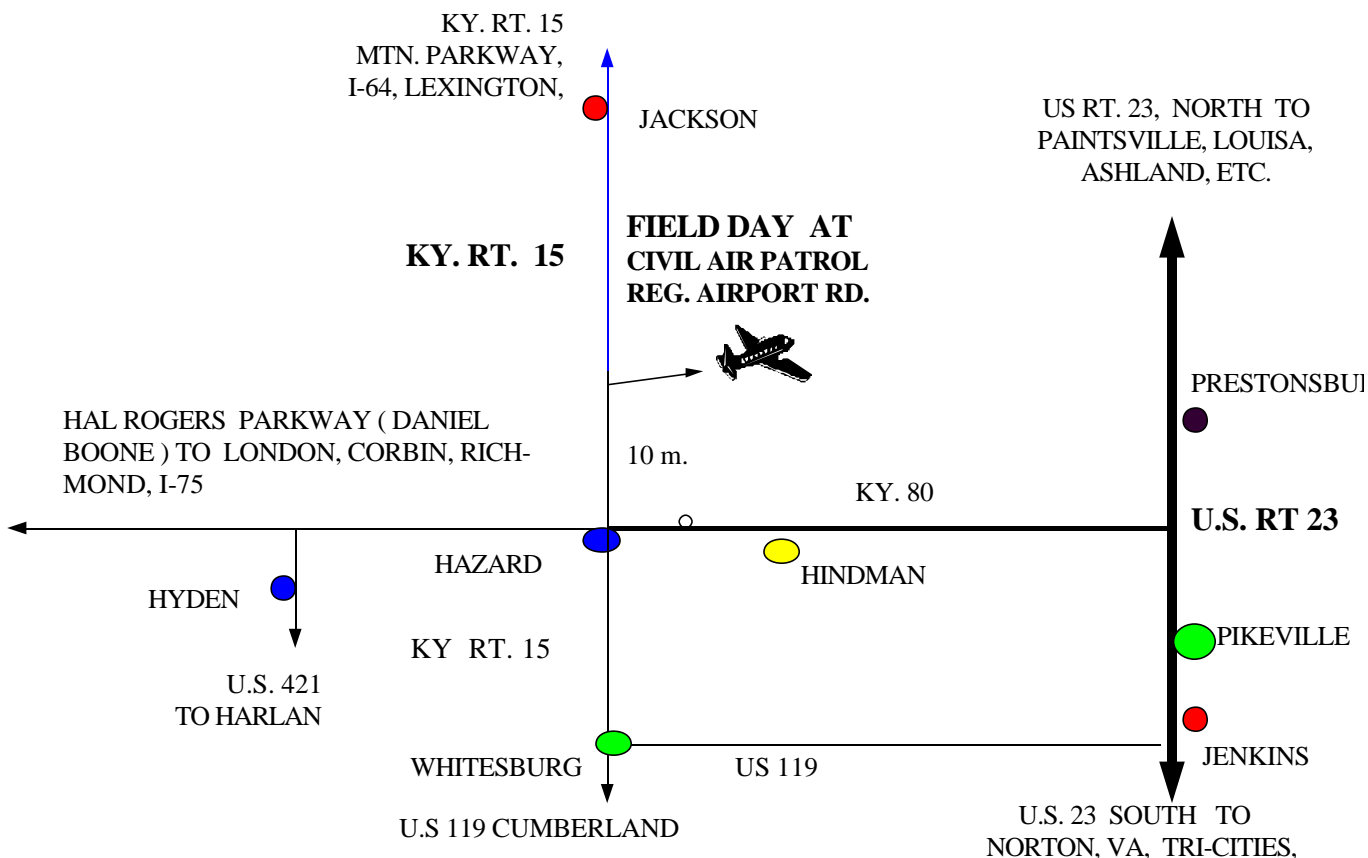 KY. RT. 15
MTN. PARKWAY,
I-64, LEXINGTON,
JACKSON
US RT. 23, NORTH TO
PAINTSVILLE, LOUISA,
ASHLAND, ETC.
KY. RT. 15
FIELD DAY AT
CIVIL AIR PATROL
REG. AIRPORT RD.
PRESTONSBU
HAL ROGERS PARKWAY ( DANIEL
BOONE ) TO LONDON, CORBIN, RICH-
MOND, I-75
10 m.
KY. 80
U.S. RT 23
HAZARD
HINDMAN
HYDEN
KY RT. 15
PIKEVILLE
U.S. 421
TO HARLAN
WHITESBURG
US 119
JENKINS
U.S 119 CUMBERLAND
U.S. 23 SOUTH TO
NORTON, VA, TRI-CITIES,